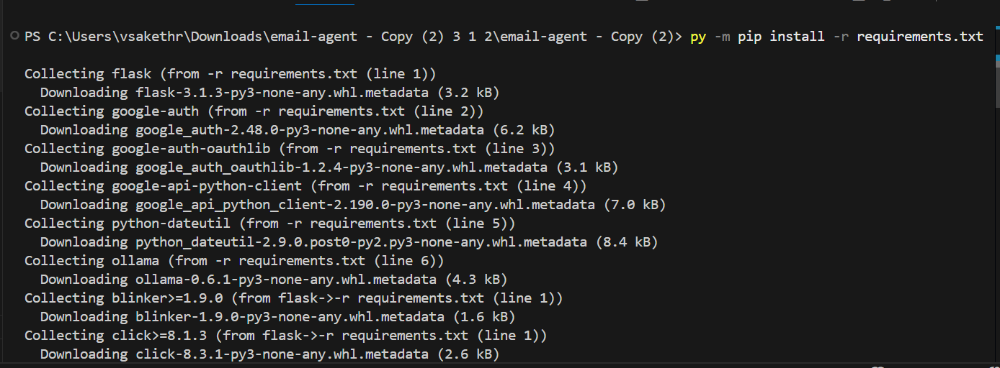 PS C:\Users\vsakethr\Downloads\email-agent - Copy (2) 3 1 2\email-agent - Copy (2)> py -m pip install -r requirements.txt
Collecting flask (from -r requirements.txt (line 1))
  Downloading flask-3.1.3-py3-none-any.whl.metadata (3.2 kB)
Collecting google-auth (from -r requirements.txt (line 2))
  Downloading google_auth-2.48.0-py3-none-any.whl.metadata (6.2 kB)
Collecting google-auth-oauthlib (from -r requirements.txt (line 3))
  Downloading google_auth_oauthlib-1.2.4-py3-none-any.whl.metadata (3.1 kB)
Collecting google-api-python-client (from -r requirements.txt (line 4))
  Downloading google_api_python_client-2.190.0-py3-none-any.whl.metadata (7.0 kB)
Collecting python-dateutil (from -r requirements.txt (line 5))
  Downloading python_dateutil-2.9.0.post0-py2.py3-none-any.whl.metadata (8.4 kB)
Collecting ollama (from -r requirements.txt (line 6))
  Downloading ollama-0.6.1-py3-none-any.whl.metadata (4.3 kB)
Collecting blinker>=1.9.0 (from flask->-r requirements.txt (line 1))
  Downloading blinker-1.9.0-py3-none-any.whl.metadata (1.6 kB)
Collecting click>=8.1.3 (from flask->-r requirements.txt (line 1))
  Downloading click-8.3.1-py3-none-any.whl.metadata (2.6 kB)